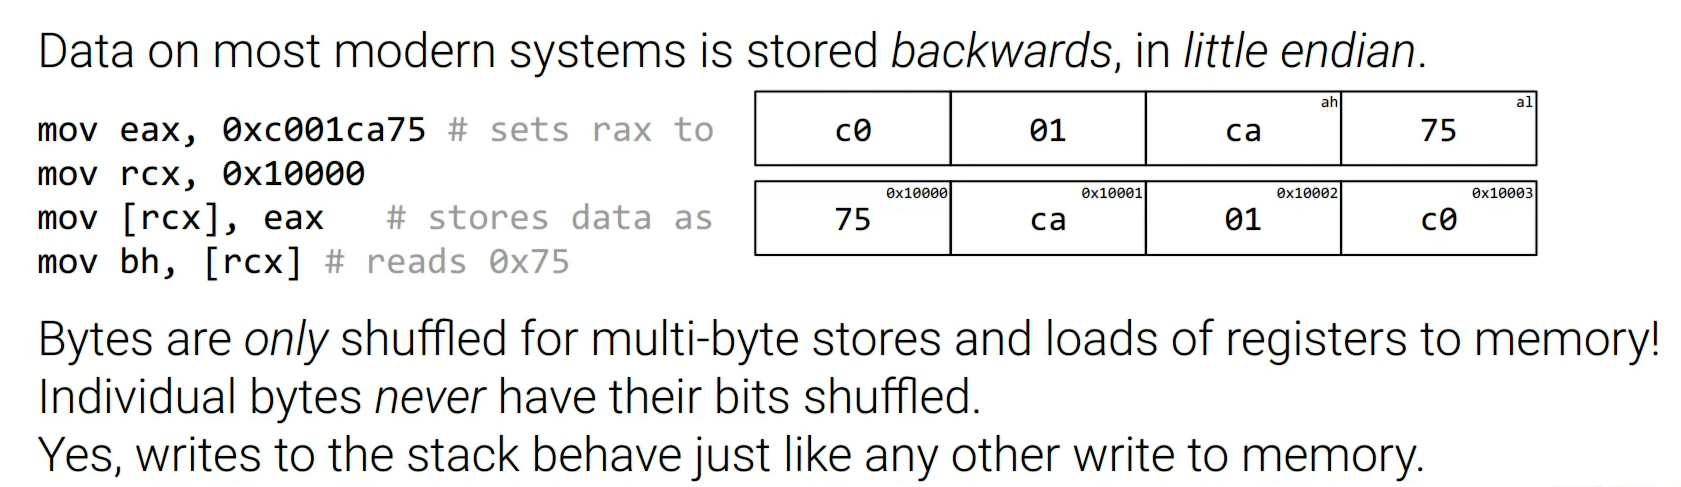 Data on most modern systems is stored backwards, in little endian.
mov eax, 0xc001ca75 # sets rax to
mov rcx, 0x10000
mov [rcx], eax # stores data as
mov bh, [rcx] # reads 0x75
ah al
c0 01 ca 75
0x10000 0x10001 0x10002 0x10003
75 ca 01 c0
Bytes are only shuffled for multi-byte stores and loads of registers to memory!
Individual bytes never have their bits shuffled.
Yes, writes to the stack behave just like any other write to memory.